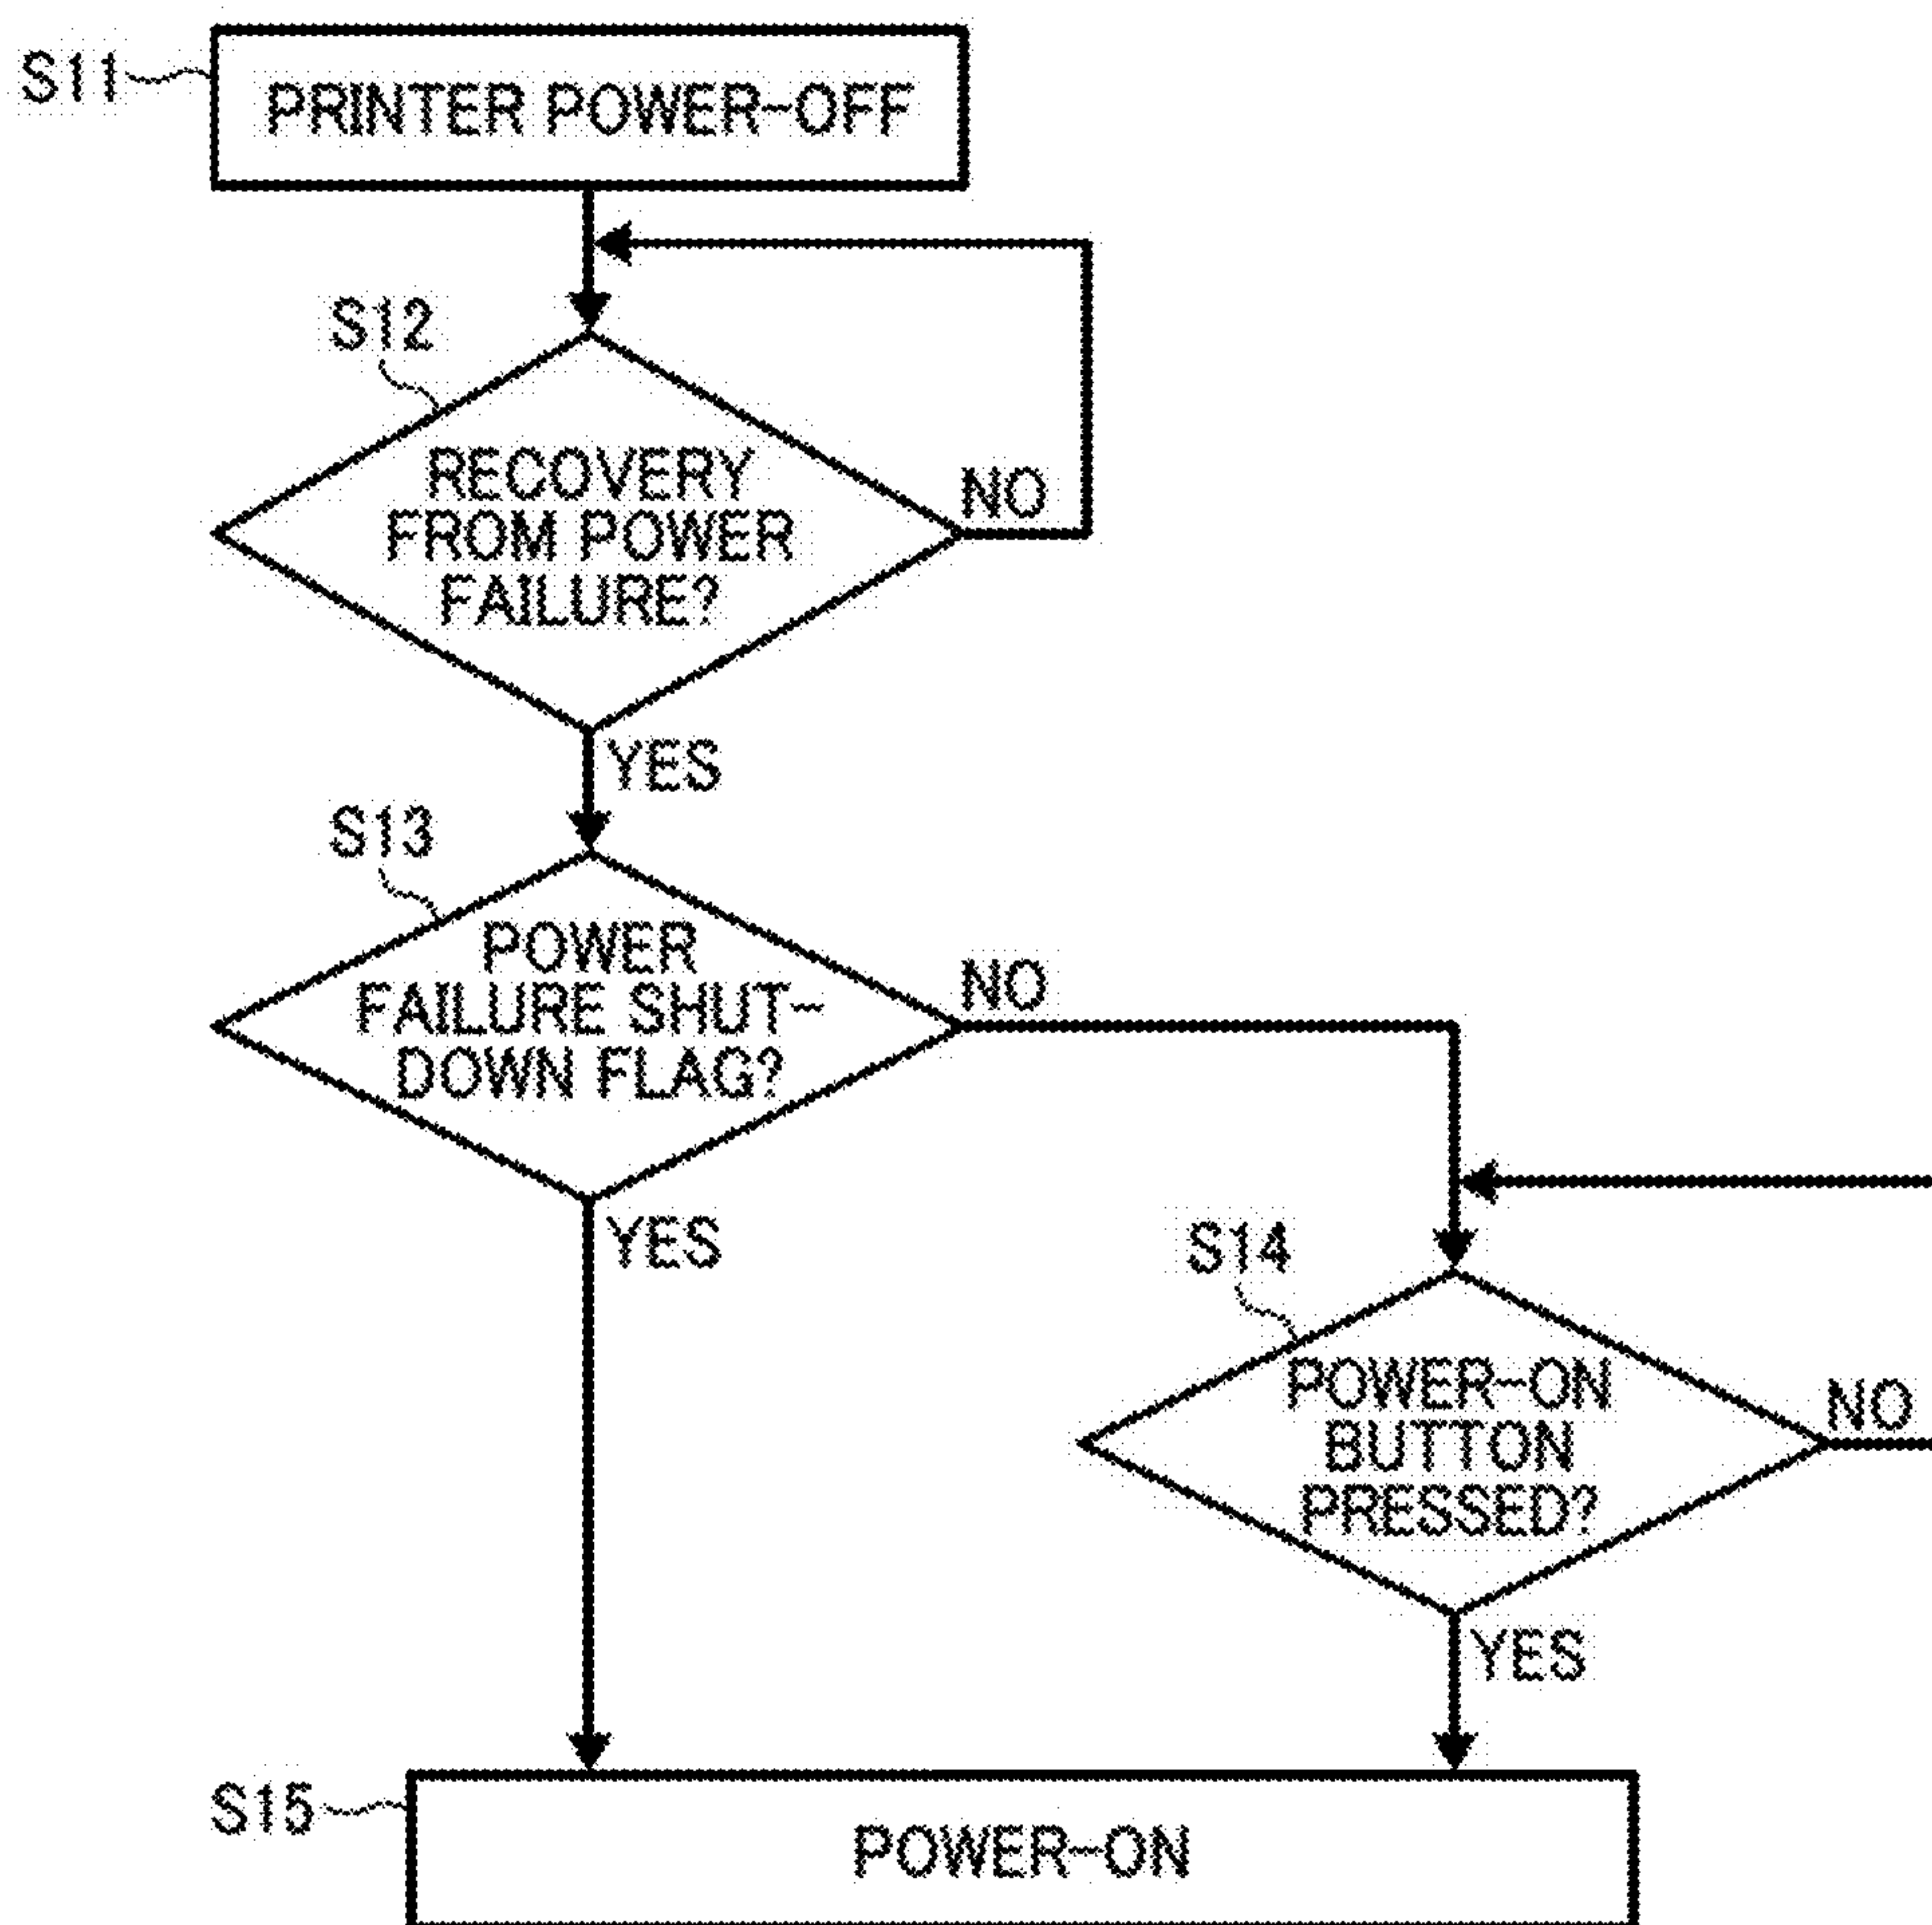 S11
PRINTER POWER-OFF
S12
RECOVERY
FROM POWER
FAILURE?
NO
YES
S13
POWER
FAILURE SHUT-
DOWN FLAG?
NO
YES
S14
POWER-ON
BUTTON
PRESSED?
NO
YES
S15
POWER-ON